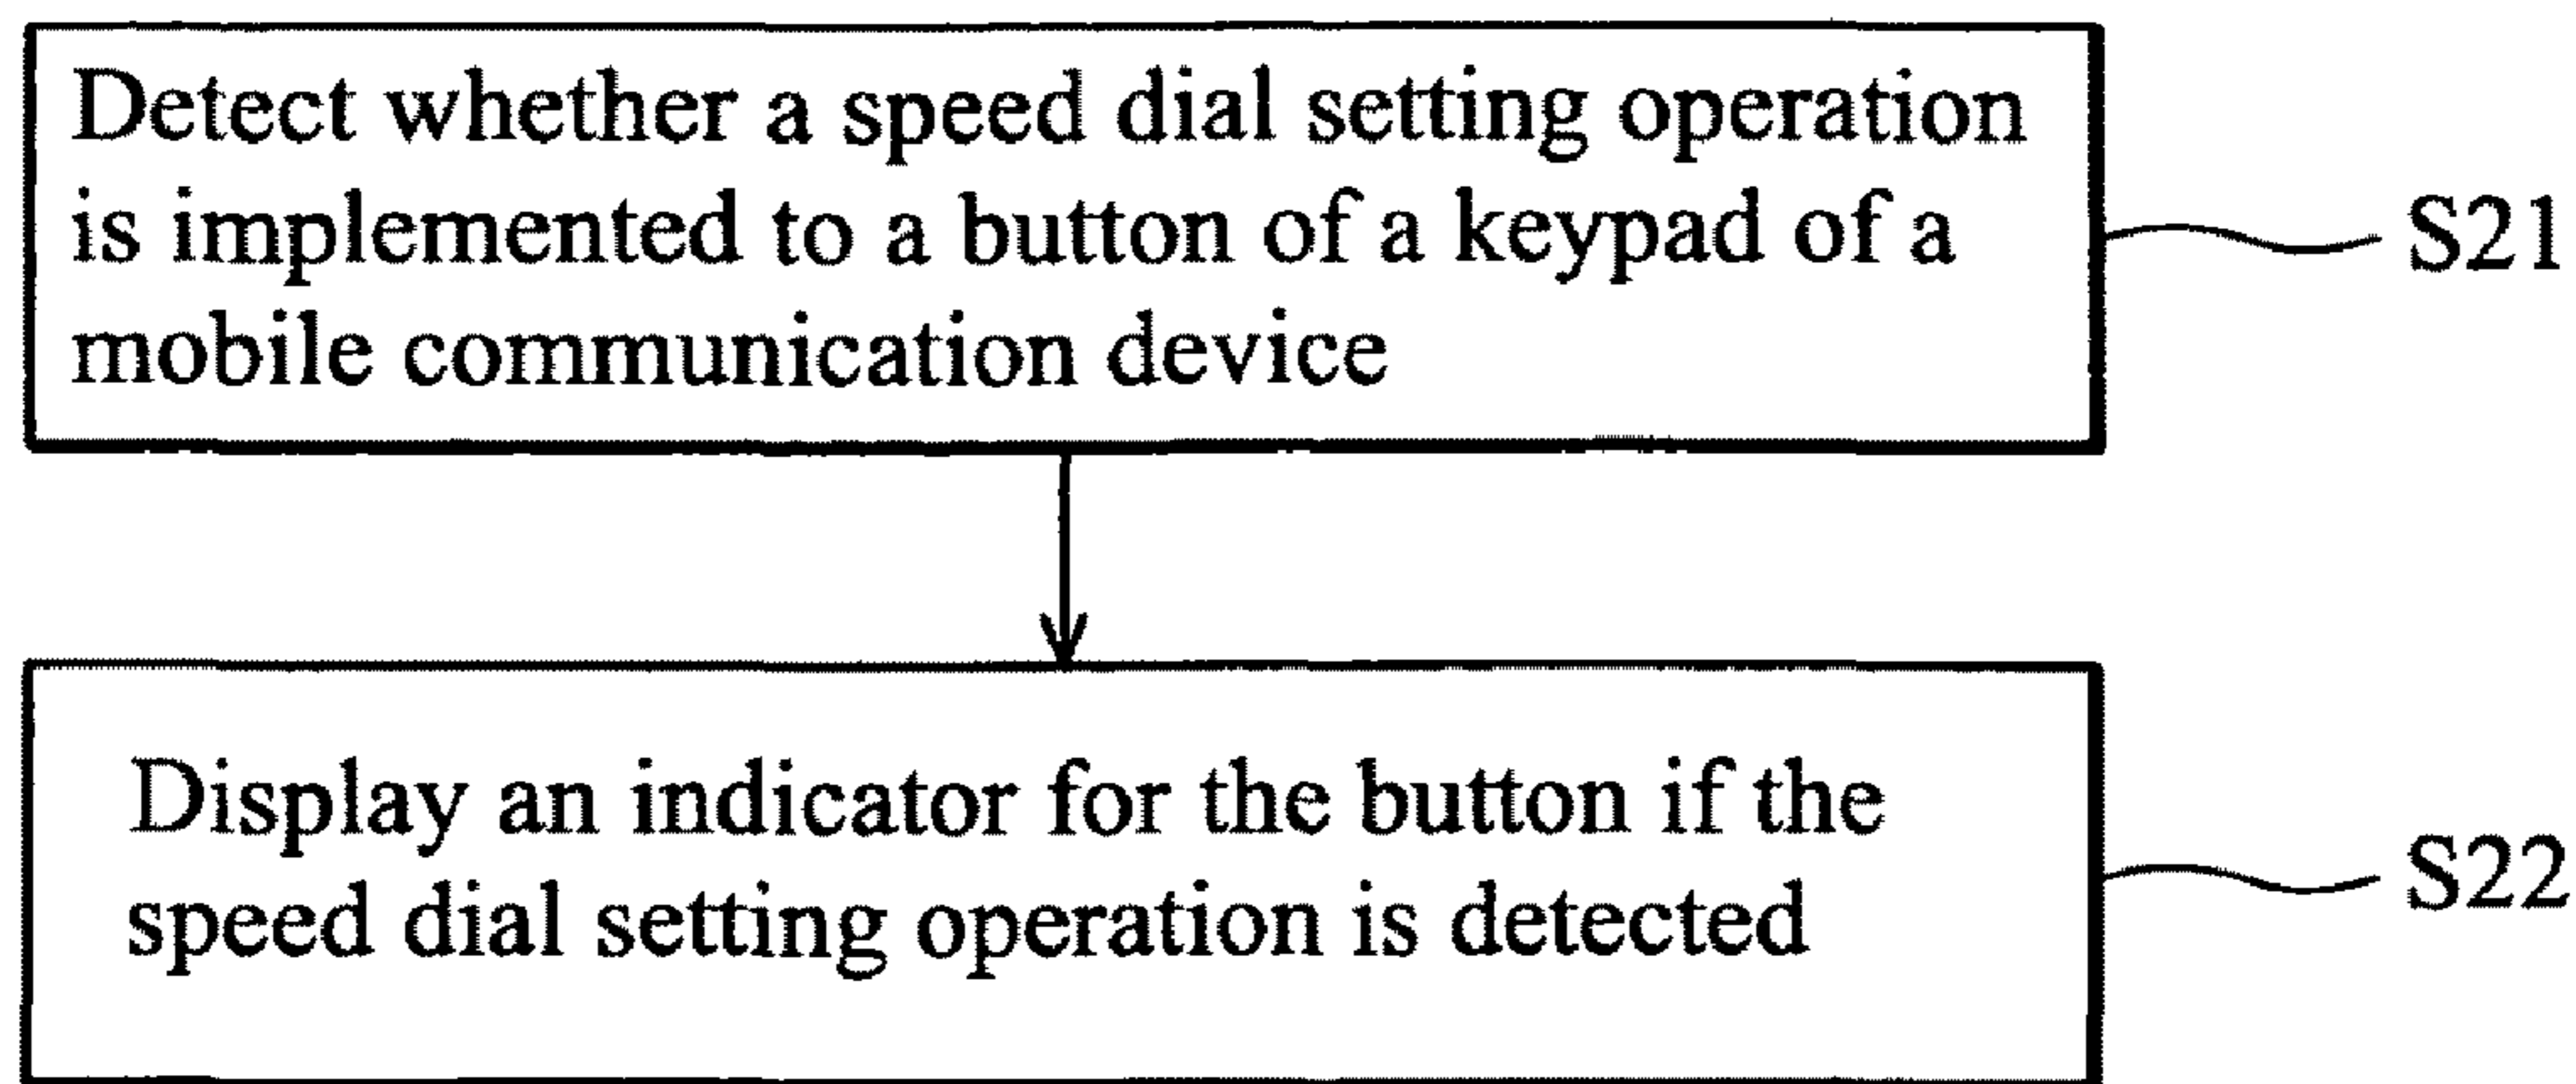 Detect whether a speed dial setting operation
is implemented to a button of a keypad of a
mobile communication device
S21
Display an indicator for the button if the
speed dial setting operation is detected
S22